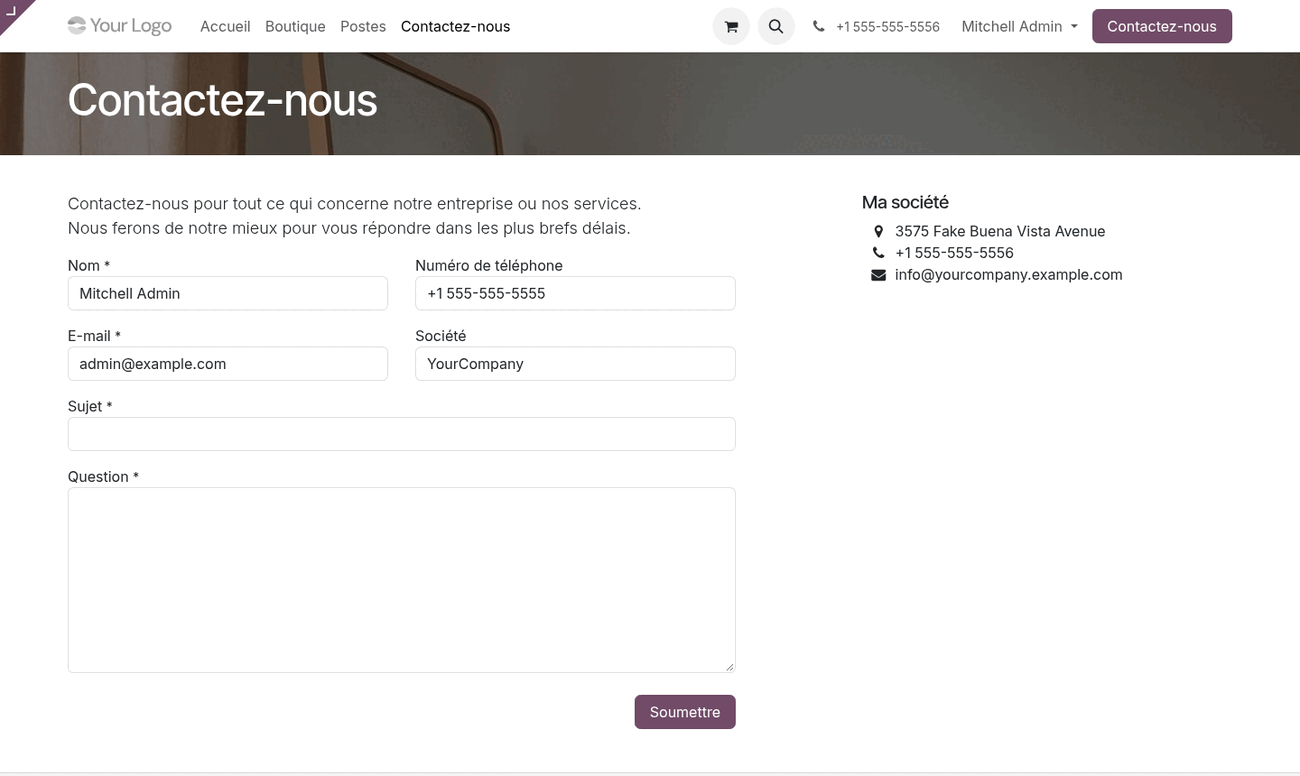 Your Logo
Accueil Boutique Postes Contactez-nous +1 555-555-5556 Mitchell Admin Contactez-nous
Contactez-nous
Contactez-nous pour tout ce qui concerne notre entreprise ou nos services.
Nous ferons de notre mieux pour vous répondre dans les plus brefs délais.
Nom * Numéro de téléphone
Mitchell Admin +1 555-555-5555
E-mail * Société
admin@example.com YourCompany
Sujet *
Question *
Soumettre
Ma société
3575 Fake Buena Vista Avenue
+1 555-555-5556
info@yourcompany.example.com